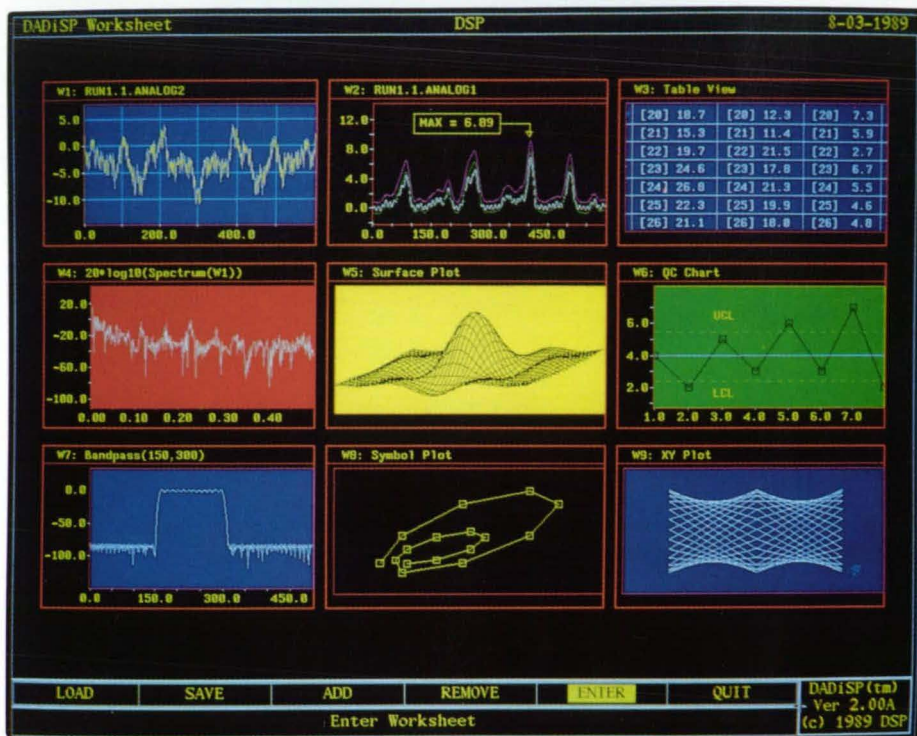 DADiSP Worksheet DSP 8-03-1989
W1: RUN1.1.ANALOG2
5.0
0.0
-5.0
-10.0
0.0 200.0 400.0
W2: RUN1.1.ANALOG1
MAX = 6.89
12.0
8.0
4.0
0.0
0.0 150.0 300.0 450.0
W3: Table View
[20] 18.7 [20] 12.3 [20] 7.3
[21] 15.3 [21] 11.4 [21] 5.9
[22] 19.7 [22] 21.5 [22] 2.7
[23] 24.6 [23] 17.8 [23] 6.7
[24] 26.8 [24] 21.3 [24] 5.5
[25] 22.3 [25] 19.9 [25] 4.6
[26] 21.1 [26] 18.0 [26] 4.8
W4: 20*log10(Spectrum(W1))
20.0
-20.0
-60.0
-100.0
0.00 0.10 0.20 0.30 0.40
W5: Surface Plot
W6: QC Chart
UCL
6.0
4.0
2.0
LCL
1.0 2.0 3.0 4.0 5.0 6.0 7.0
W7: Bandpass(150,300)
0.0
-50.0
-100.0
0.0 150.0 300.0 450.0
W8: Symbol Plot
W9: XY Plot
LOAD SAVE ADD REMOVE ENTER QUIT
Enter Worksheet
DADiSP(tm)
Ver 2.00A
(c) 1989 DSP